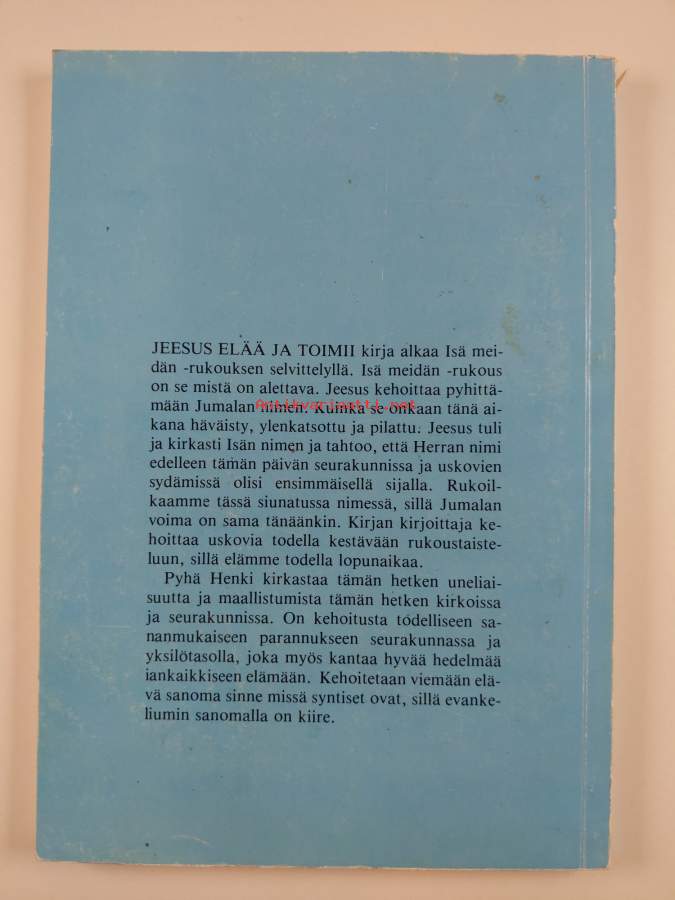 JEESUS ELÄÄ JA TOIMII kirja alkaa Isä mei-
dän -rukouksen selvittelyllä. Isä meidän -rukous
on se mistä on alettava. Jeesus kehoittaa pyhittä-
mään Jumalan nimen. Kuinka se onkaan tänä ai-
Antikvariaatti.net
kana häväisty, ylenkatsottu ja pilattu. Jeesus tuli
ja kirkasti Isän nimen ja tahtoo, että Herran nimi
edelleen tämän päivän seurakunnissa ja uskovien
sydämissä olisi ensimmäisellä sijalla. Rukoil-
kaamme tässä siunatussa nimessä, sillä Jumalan
voima on sama tänäänkin. Kirjan kirjoittaja ke-
hoittaa uskovia todella kestävään rukoustaiste-
luun, sillä elämme todella lopunaikaa.
Pyhä Henki kirkastaa tämän hetken uneliai-
suutta ja maallistumista tämän hetken kirkoissa
ja seurakunnissa. On kehoitusta todelliseen sa-
nanmukaiseen parannukseen seurakunnassa ja
yksilötasolla, joka myös kantaa hyvää hedelmää
iankaikkiseen elämään. Kehoitetaan viemään elä-
vä sanoma sinne missä syntiset ovat, sillä evanke-
liumin sanomalla on kiire.